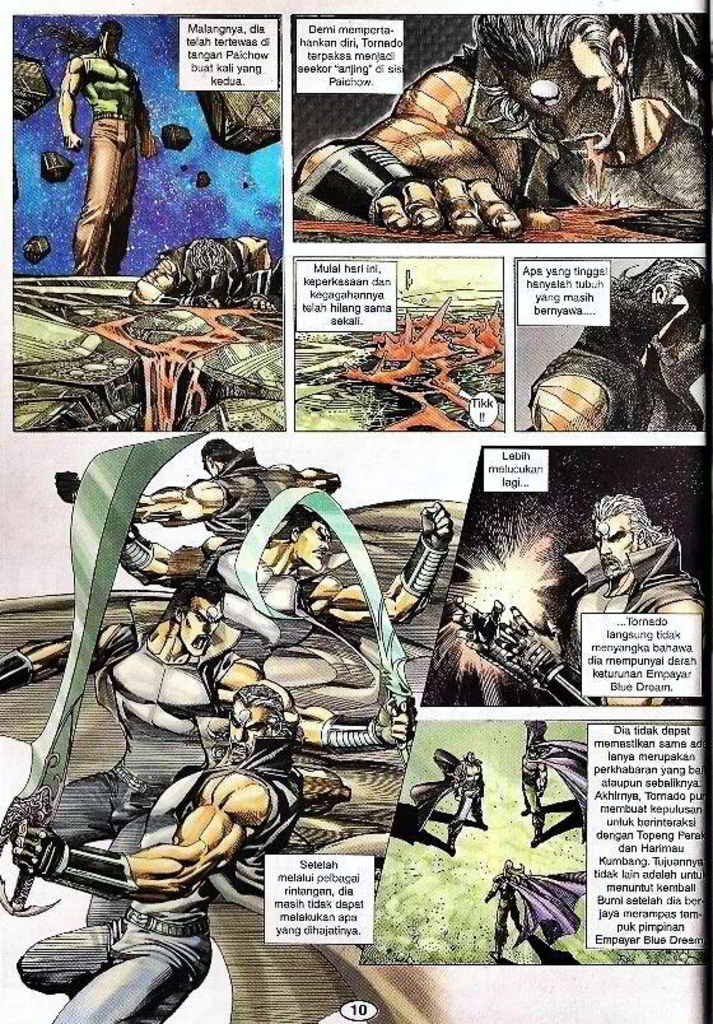 Malangnya, dia
telah tertewas di
tangan Paichow
buat kali yang
kedua.
Demi memperta-
hankan diri, Tornado
terpaksa menjadi
seekor "anjing" di sisi
Paichow.
Mulai hari ini,
keperkasaan dan
kegagahannya
telah hilang sama
sekali.
Tikk
!!
Apa yang tinggal
hanyalah tubuh
yang masih
bernyawa....
Lebih
melucukan
lagi...
...Tornado
langsung tidak
menyangka bahawa
dia mempunyai darah
keturunan Empayar
Blue Dream.
Setelah
melalui pelbagai
rintangan, dia
masih tidak dapat
melakukan apa
yang dihajatinya.
Dia tidak dapat
memastikan sama ada
ianya merupakan
perkhabaran yang baik
ataupun sebaliknya.
Akhirnya, Tornado pun
membuat keputusan
untuk berinteraksi
dengan Topeng Perak
dan Harimau
Kumbang. Tujuannya
tidak lain adalah untuk
menuntut kembali
Bumi setelah dia ber-
jaya merampas tam-
puk pimpinan
Empayar Blue Dream
10